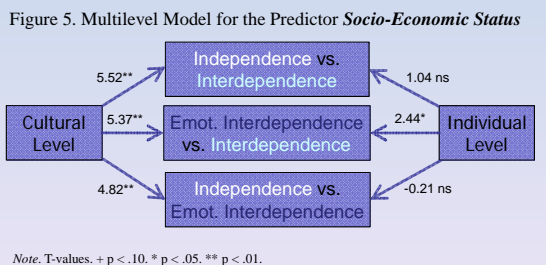 Figure 5. Multilevel Model for the Predictor Socio-Economic Status
Independence vs.
Interdependence
5.52**
1.04 ns
Cultural
Level
5.37**
Emot. Interdependence
vs. Interdependence
2.44*
Individual
Level
4.82**
Independence vs.
Emot. Interdependence
-0.21 ns
Note. T-values. + p < .10. * p < .05. ** p < .01.